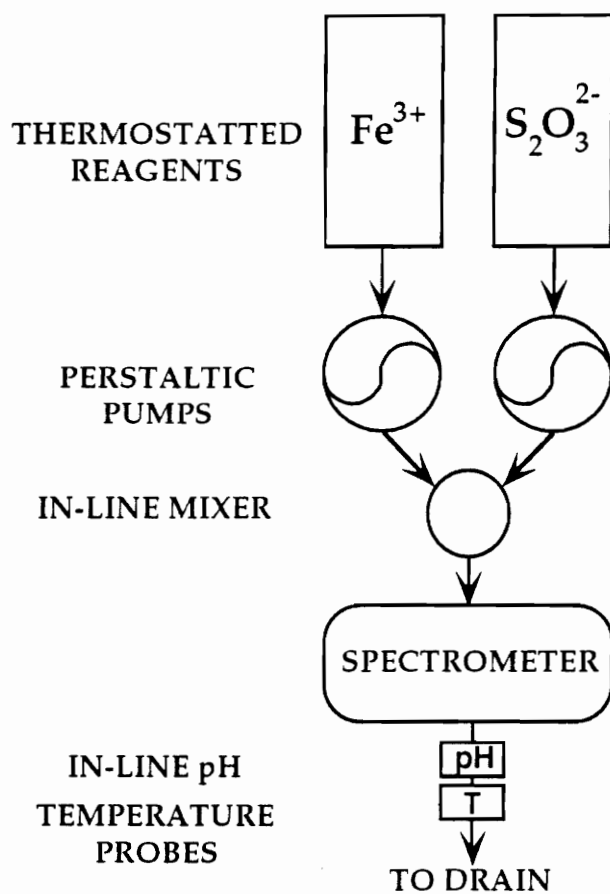 THERMOSTATTED
REAGENTS
Fe³⁺
S₂O₃²⁻
PERSTALTIC
PUMPS
IN-LINE MIXER
SPECTROMETER
IN-LINE pH
TEMPERATURE
PROBES
pH
T
TO DRAIN